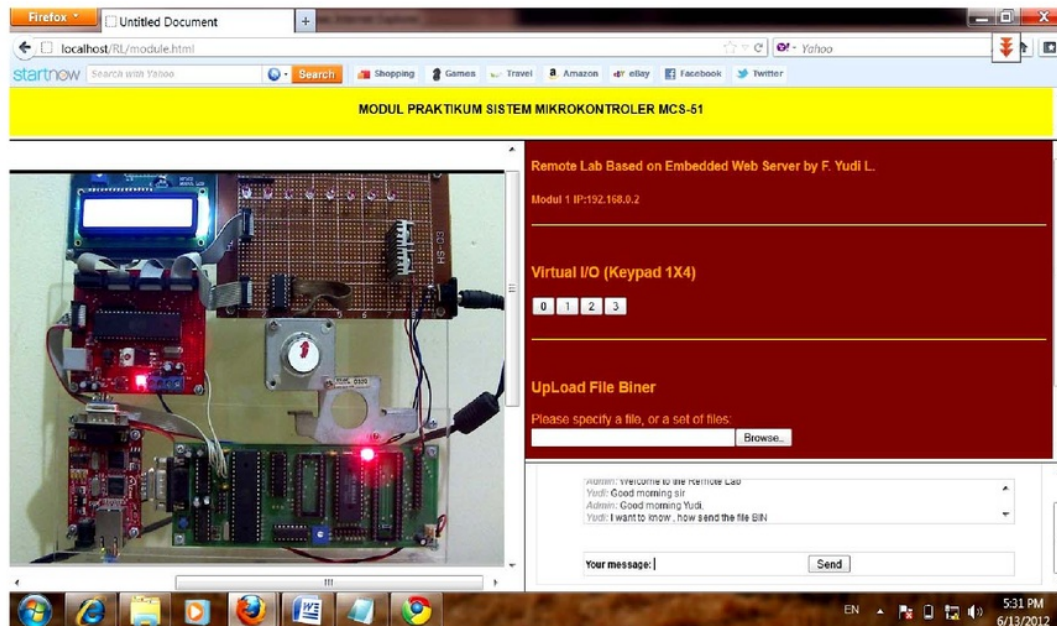 Firefox
Untitled Document
localhost/RL/module.html
Yahoo
startnow
Search with Yahoo
Search
Shopping
Games
Travel
Amazon
eBay
Facebook
Twitter
MODUL PRAKTIKUM SISTEM MIKROKONTROLER MCS-51
HS-03
Remote Lab Based on Embedded Web Server by F. Yudi L.
Modul 1 IP:192.168.0.2
Virtual I/O (Keypad 1X4)
0 1 2 3
UpLoad File Biner
Please specify a file, or a set of files:
Browse..
Admin: Welcome to the Remote Lab
Yudi: Good morning sir
Admin: Good morning Yudi,
Yudi: I want to know , how send the file BIN
Your message:
Send
EN
5:31 PM
6/13/2012